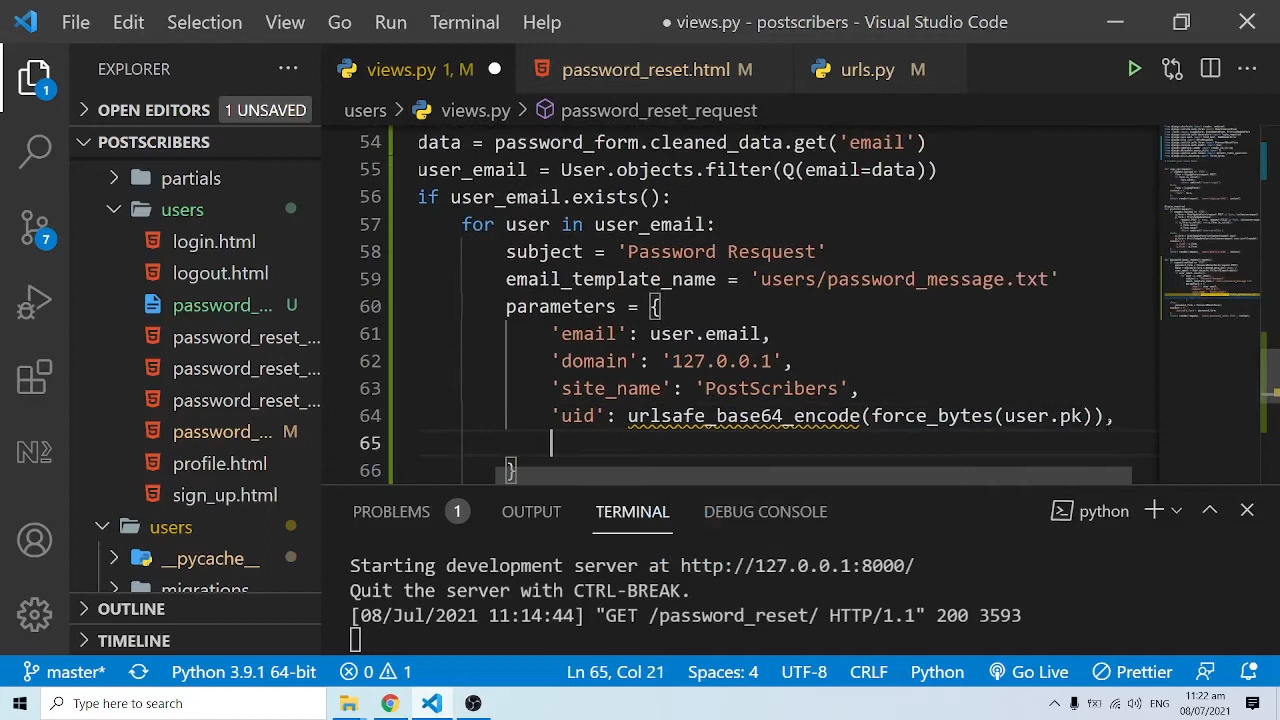 File Edit Selection View Go Run Terminal Help ● views.py - postscribers - Visual Studio Code
EXPLORER ··· views.py 1, M ● password_reset.html M urls.py M
1 OPEN EDITORS 1 UNSAVED users > views.py > password_reset_request
POSTSCRIBERS
partials
users
login.html
logout.html
password_... U
password_reset_...
password_reset_...
password_reset_...
password_... M
profile.html
sign_up.html
users
__pycache__
migrations
OUTLINE
TIMELINE
7
54 data = password_form.cleaned_data.get('email')
55 user_email = User.objects.filter(Q(email=data))
56 if user_email.exists():
57 for user in user_email:
58 subject = 'Password Resquest'
59 email_template_name = 'users/password_message.txt'
60 parameters = {
61 'email': user.email,
62 'domain': '127.0.0.1',
63 'site_name': 'PostScribers',
64 'uid': urlsafe_base64_encode(force_bytes(user.pk)),
65
66 }
PROBLEMS 1 OUTPUT TERMINAL DEBUG CONSOLE python
Starting development server at http://127.0.0.1:8000/
Quit the server with CTRL-BREAK.
[08/Jul/2021 11:14:44] "GET /password_reset/ HTTP/1.1" 200 3593
master* Python 3.9.1 64-bit 0 1 Ln 65, Col 21 Spaces: 4 UTF-8 CRLF Python Go Live Prettier
Type here to search 11:22 am
08/07/2021